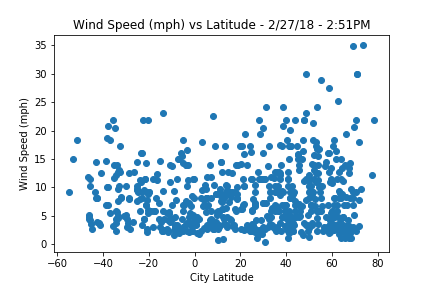 Wind Speed (mph) vs Latitude - 2/27/18 - 2:51PM
35
30
25
20
15
10
5
0
Wind Speed (mph)
−60 −40 −20 0 20 40 60 80
City Latitude